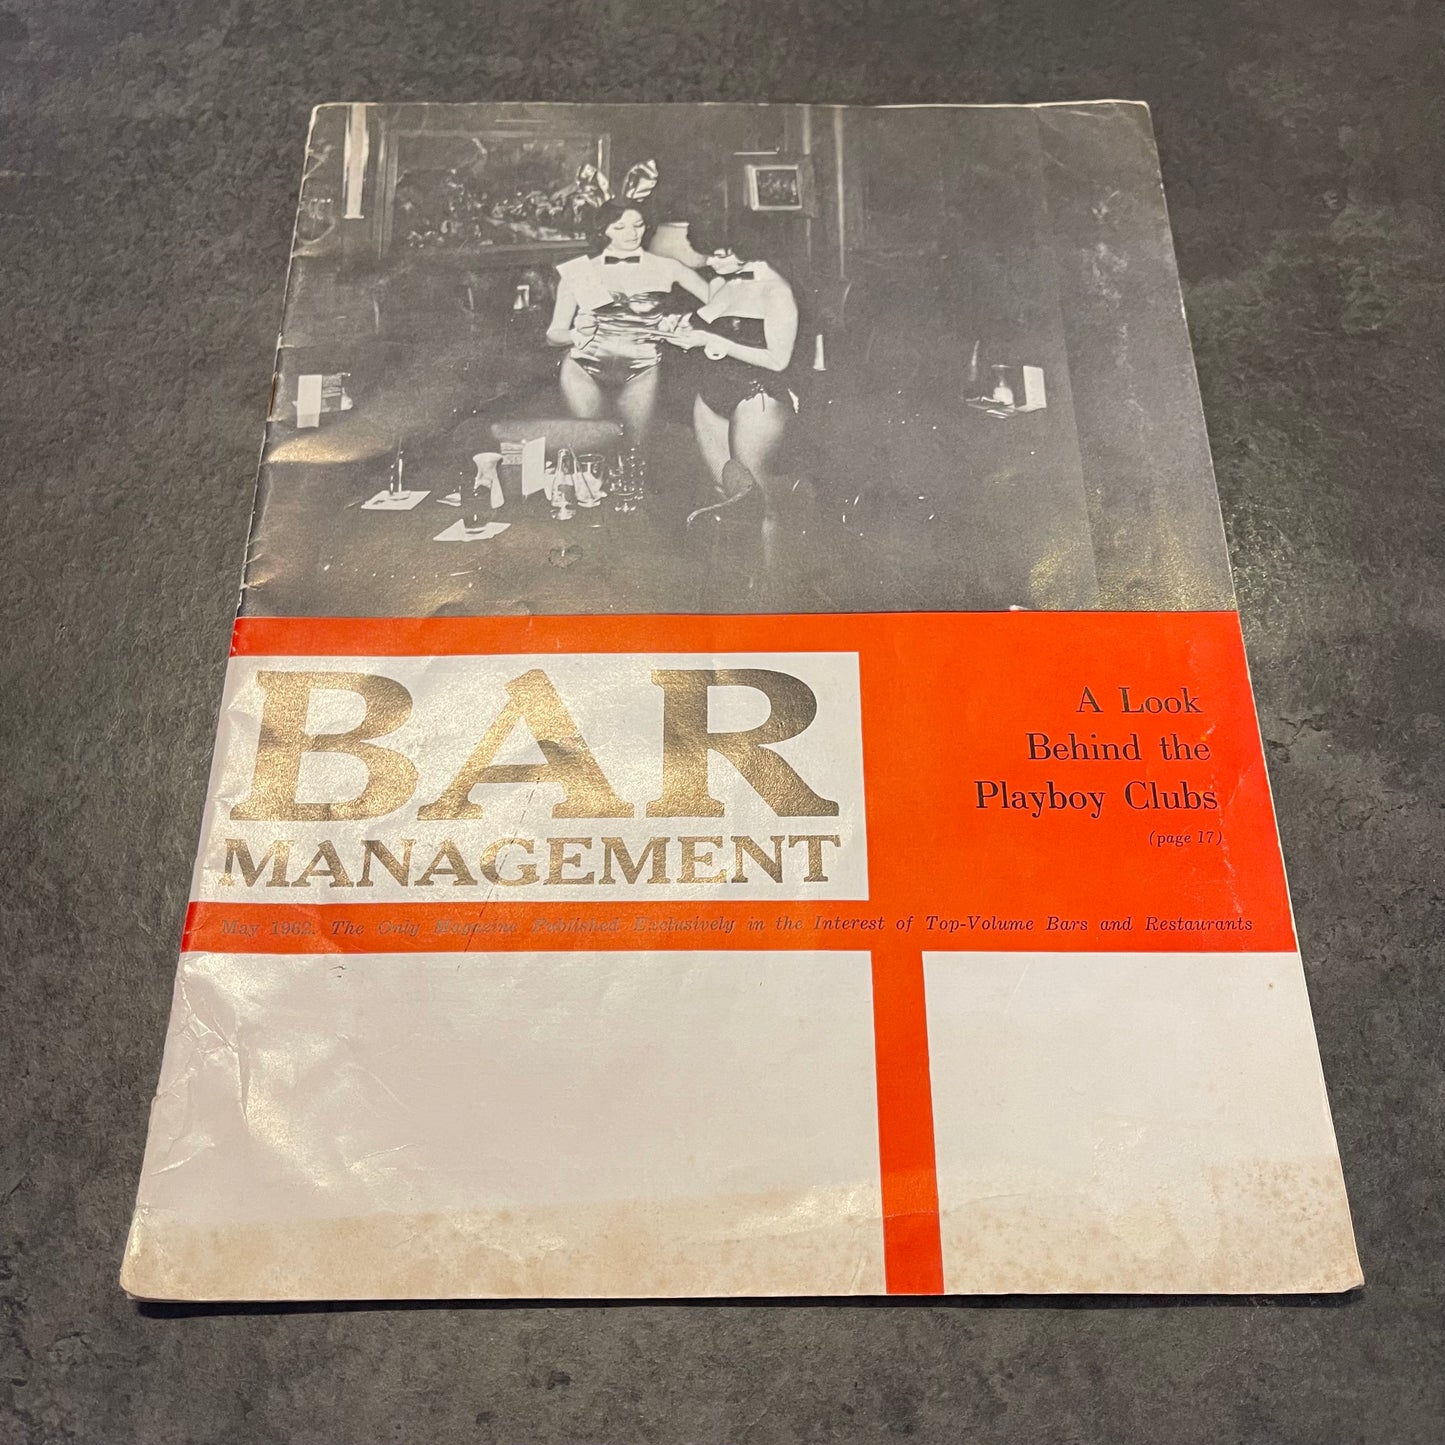 BAR
MANAGEMENT
A Look
Behind the
Playboy Clubs
(page 17)
May 1962. The Only Magazine Published Exclusively in the Interest of Top-Volume Bars and Restaurants